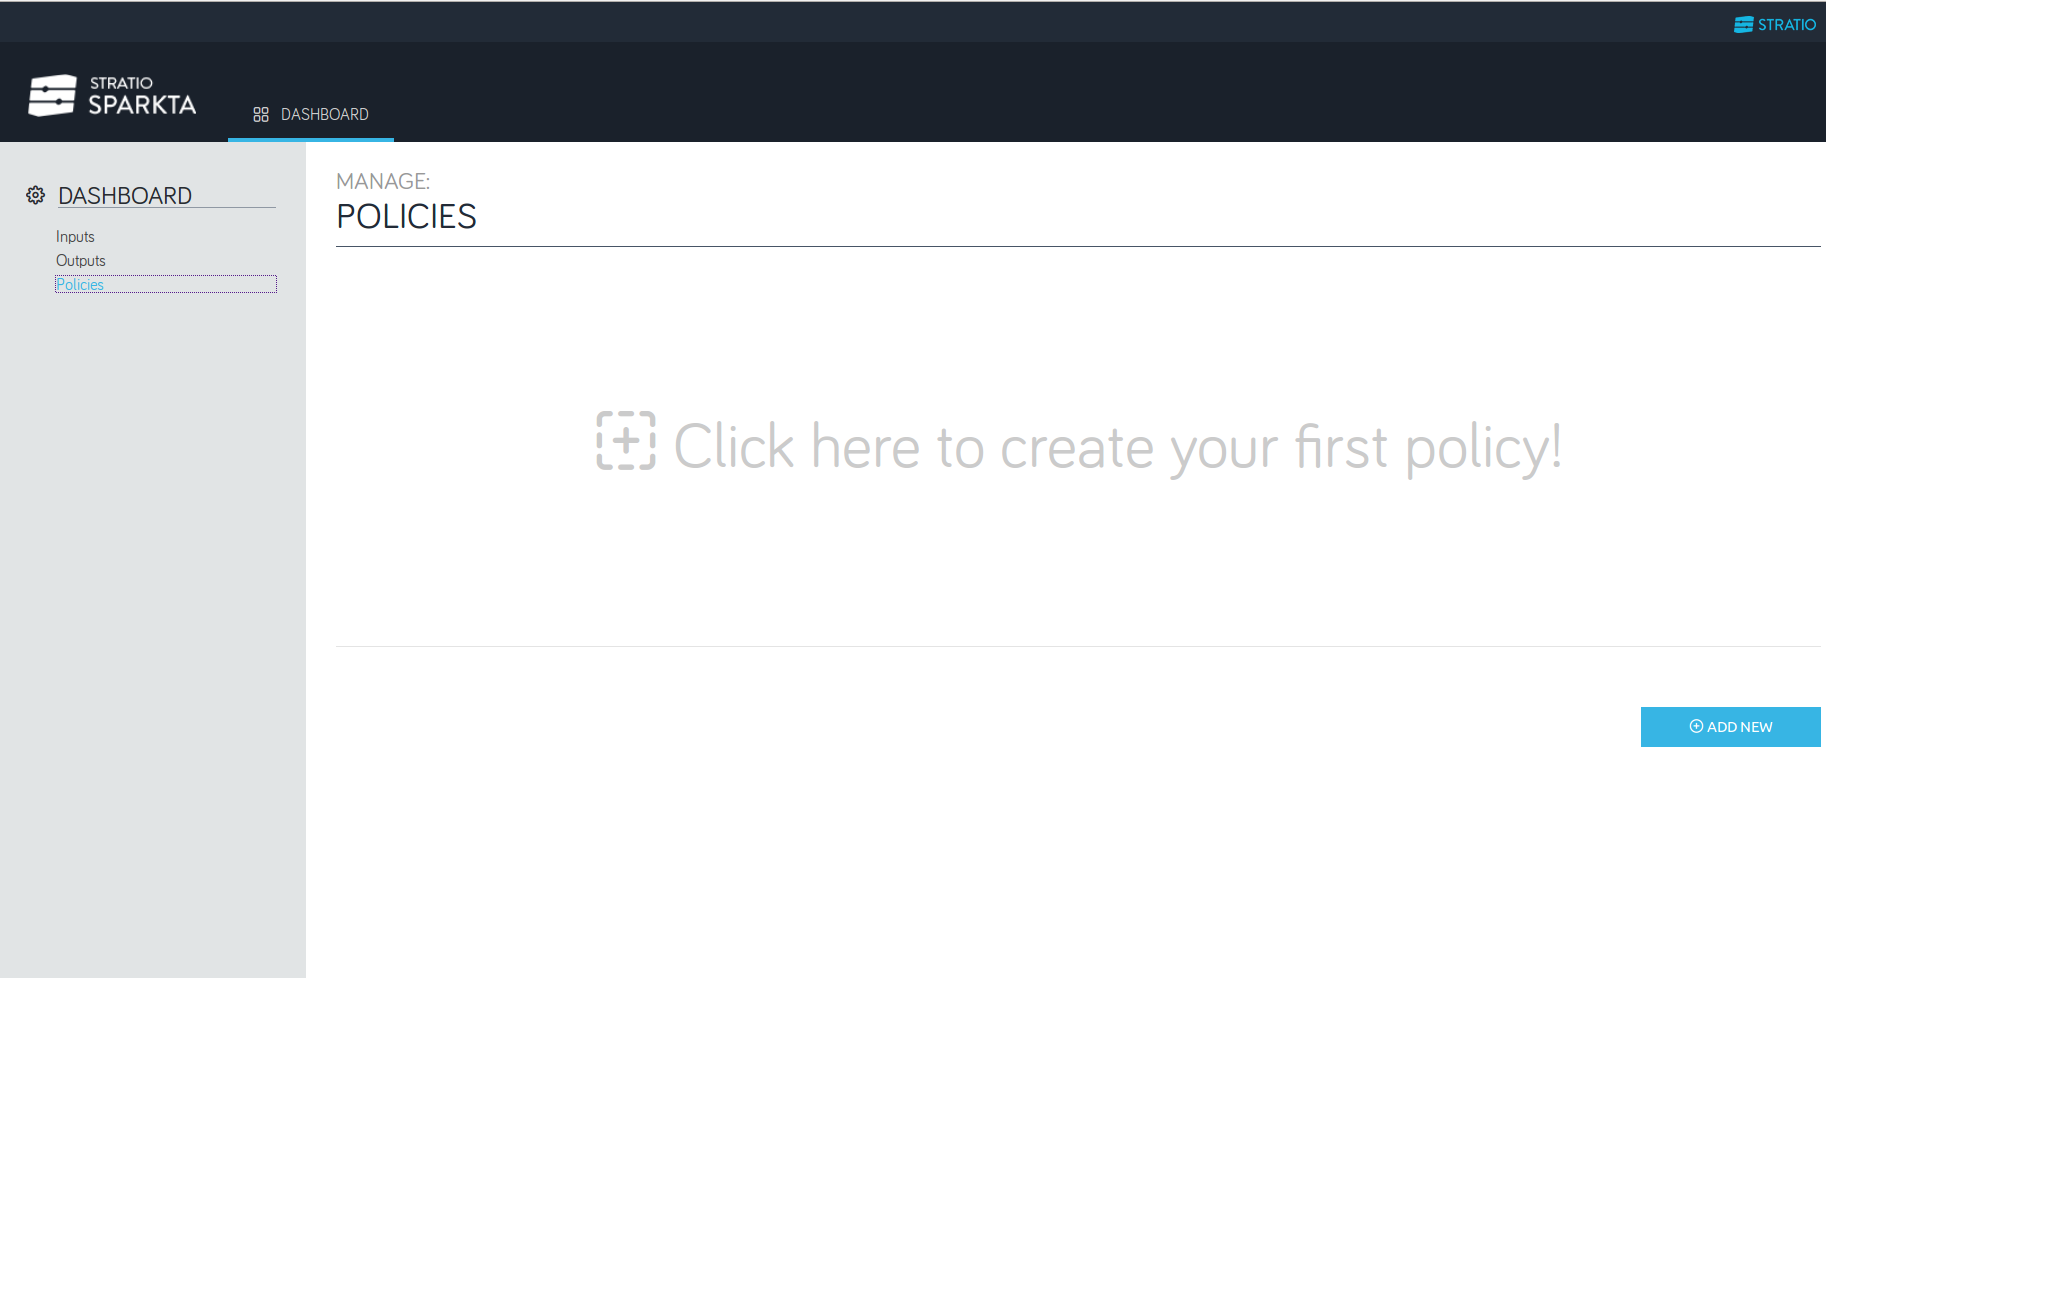 STRATIO
STRATIO
SPARKTA
DASHBOARD
DASHBOARD
Inputs
Outputs
Policies
MANAGE:
POLICIES
Click here to create your first policy!
ADD NEW